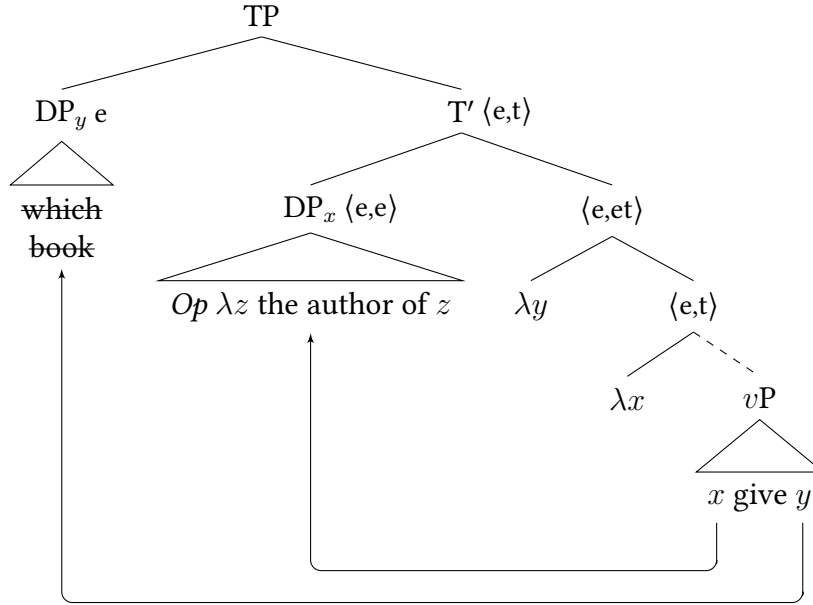 TP
DP_y e
T′ ⟨e,t⟩
which
book
DP_x ⟨e,e⟩
⟨e,et⟩
Op λz the author of z
λy
⟨e,t⟩
λx
vP
x give y